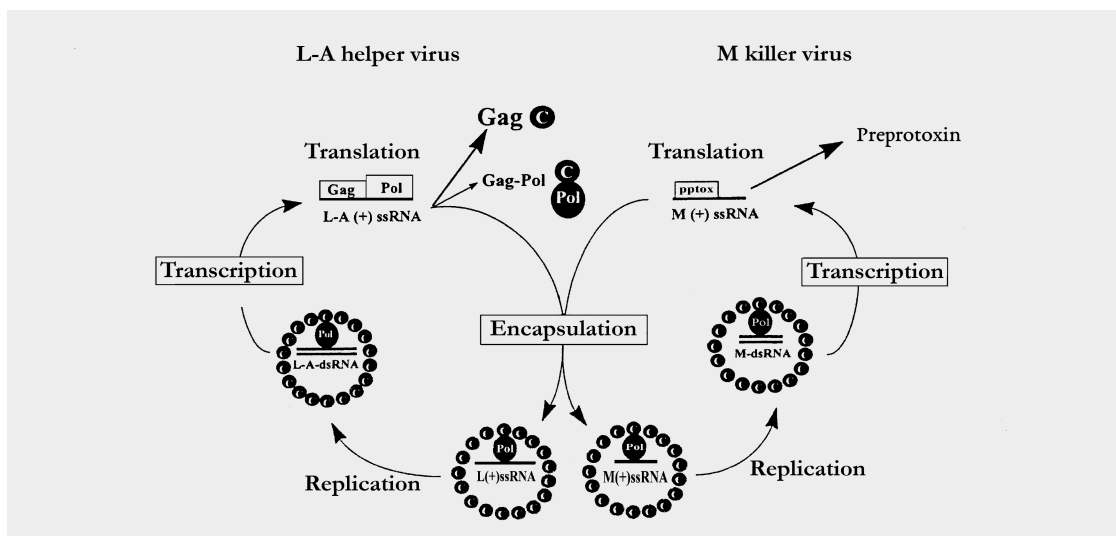 L-A helper virus
M killer virus
Gag C
Translation
Gag-Pol
C
Pol
Gag Pol
L-A (+) ssRNA
Translation
Preprotoxin
pptox
M (+) ssRNA
Transcription
Transcription
Encapsulation
C C C C C C C C C C C C C C C C C
Pol
L-A-dsRNA
C C C C C C C C C C C C C C C C C
Pol
M-dsRNA
Replication
C C C C C C C C C C C C C C C C C
Pol
L(+)ssRNA
C C C C C C C C C C C C C C C C C
Pol
M(+)ssRNA
Replication